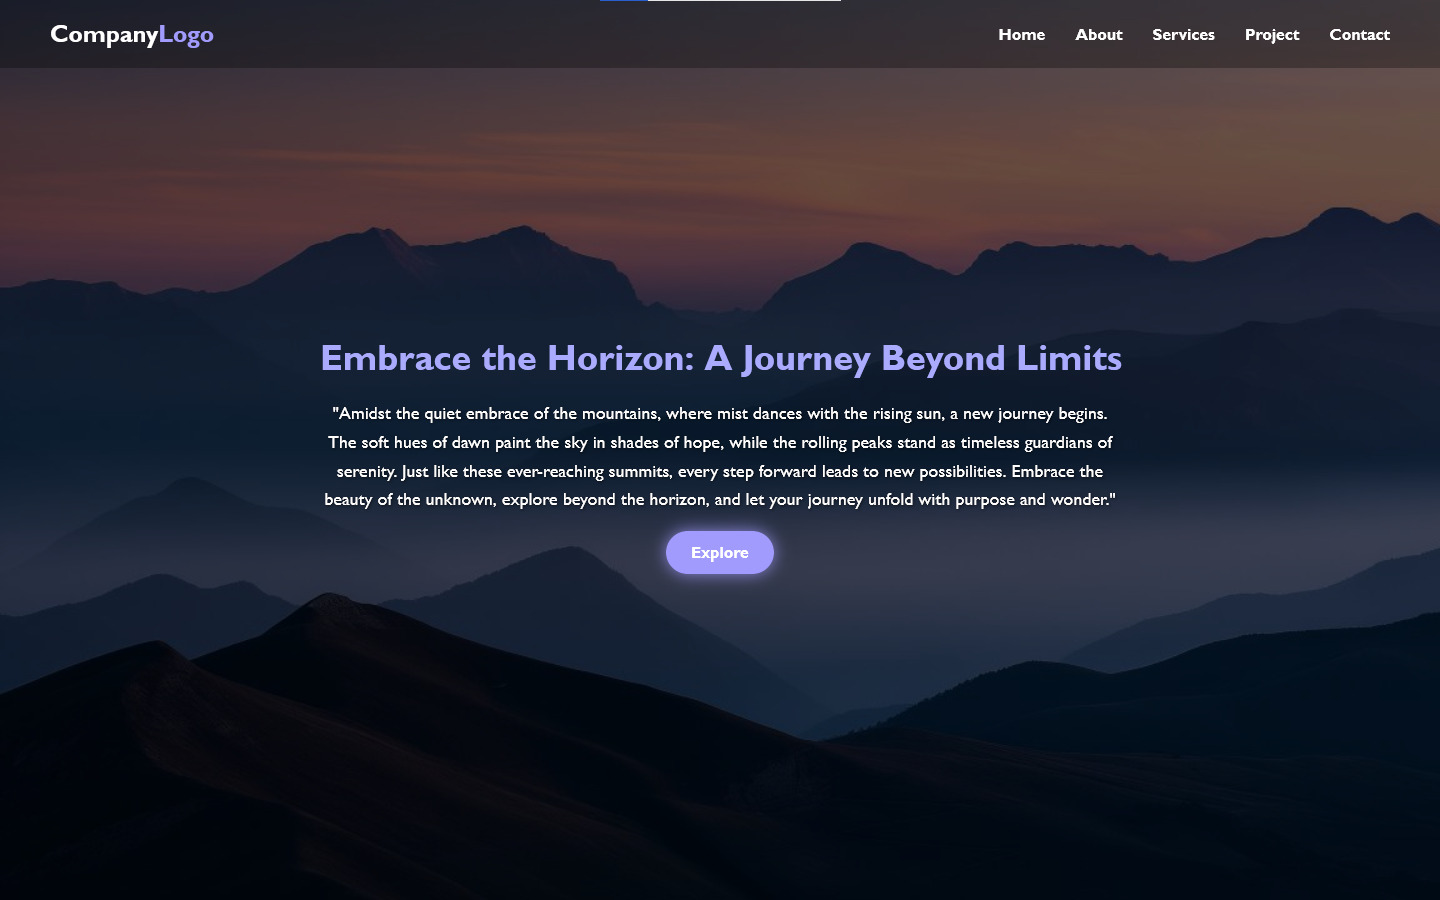 CompanyLogo
Home About Services Project Contact
Embrace the Horizon: A Journey Beyond Limits
"Amidst the quiet embrace of the mountains, where mist dances with the rising sun, a new journey begins.
The soft hues of dawn paint the sky in shades of hope, while the rolling peaks stand as timeless guardians of
serenity. Just like these ever-reaching summits, every step forward leads to new possibilities. Embrace the
beauty of the unknown, explore beyond the horizon, and let your journey unfold with purpose and wonder."
Explore